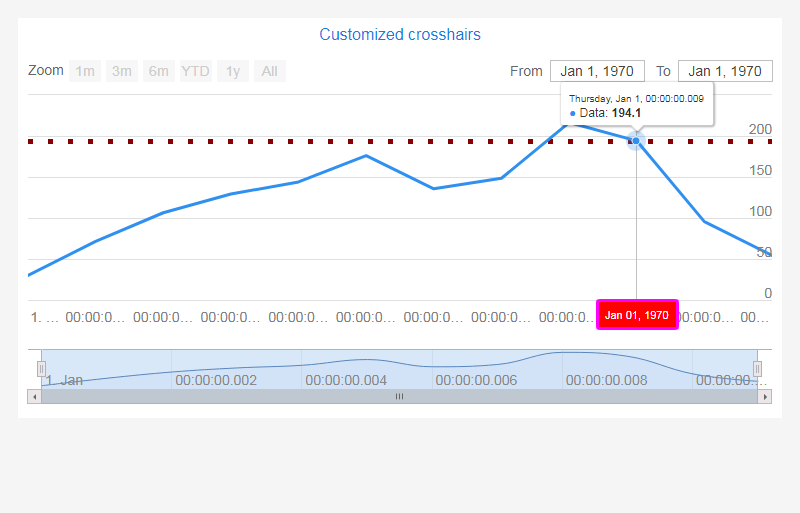 Customized crosshairs
Zoom 1m 3m 6m YTD 1y All From Jan 1, 1970 To Jan 1, 1970
Thursday, Jan 1, 00:00:00.009
● Data: 194.1
200
150
100
50
0
1. … 00:00:0… 00:00:0… 00:00:0… 00:00:0… 00:00:0… 00:00:0… 00:00:0… 00:00:0… Jan 01, 1970 00:00:0… 00:…
1. Jan 00:00:00.002 00:00:00.004 00:00:00.006 00:00:00.008 00:00:00.…